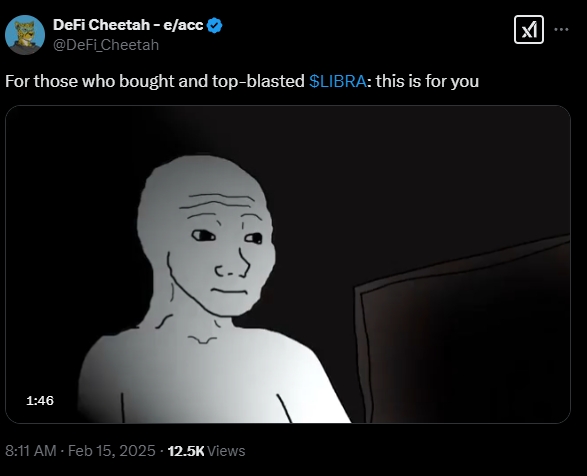 DeFi Cheetah - e/acc
@DeFi_Cheetah
For those who bought and top-blasted $LIBRA: this is for you
1:46
8:11 AM · Feb 15, 2025 · 12.5K Views